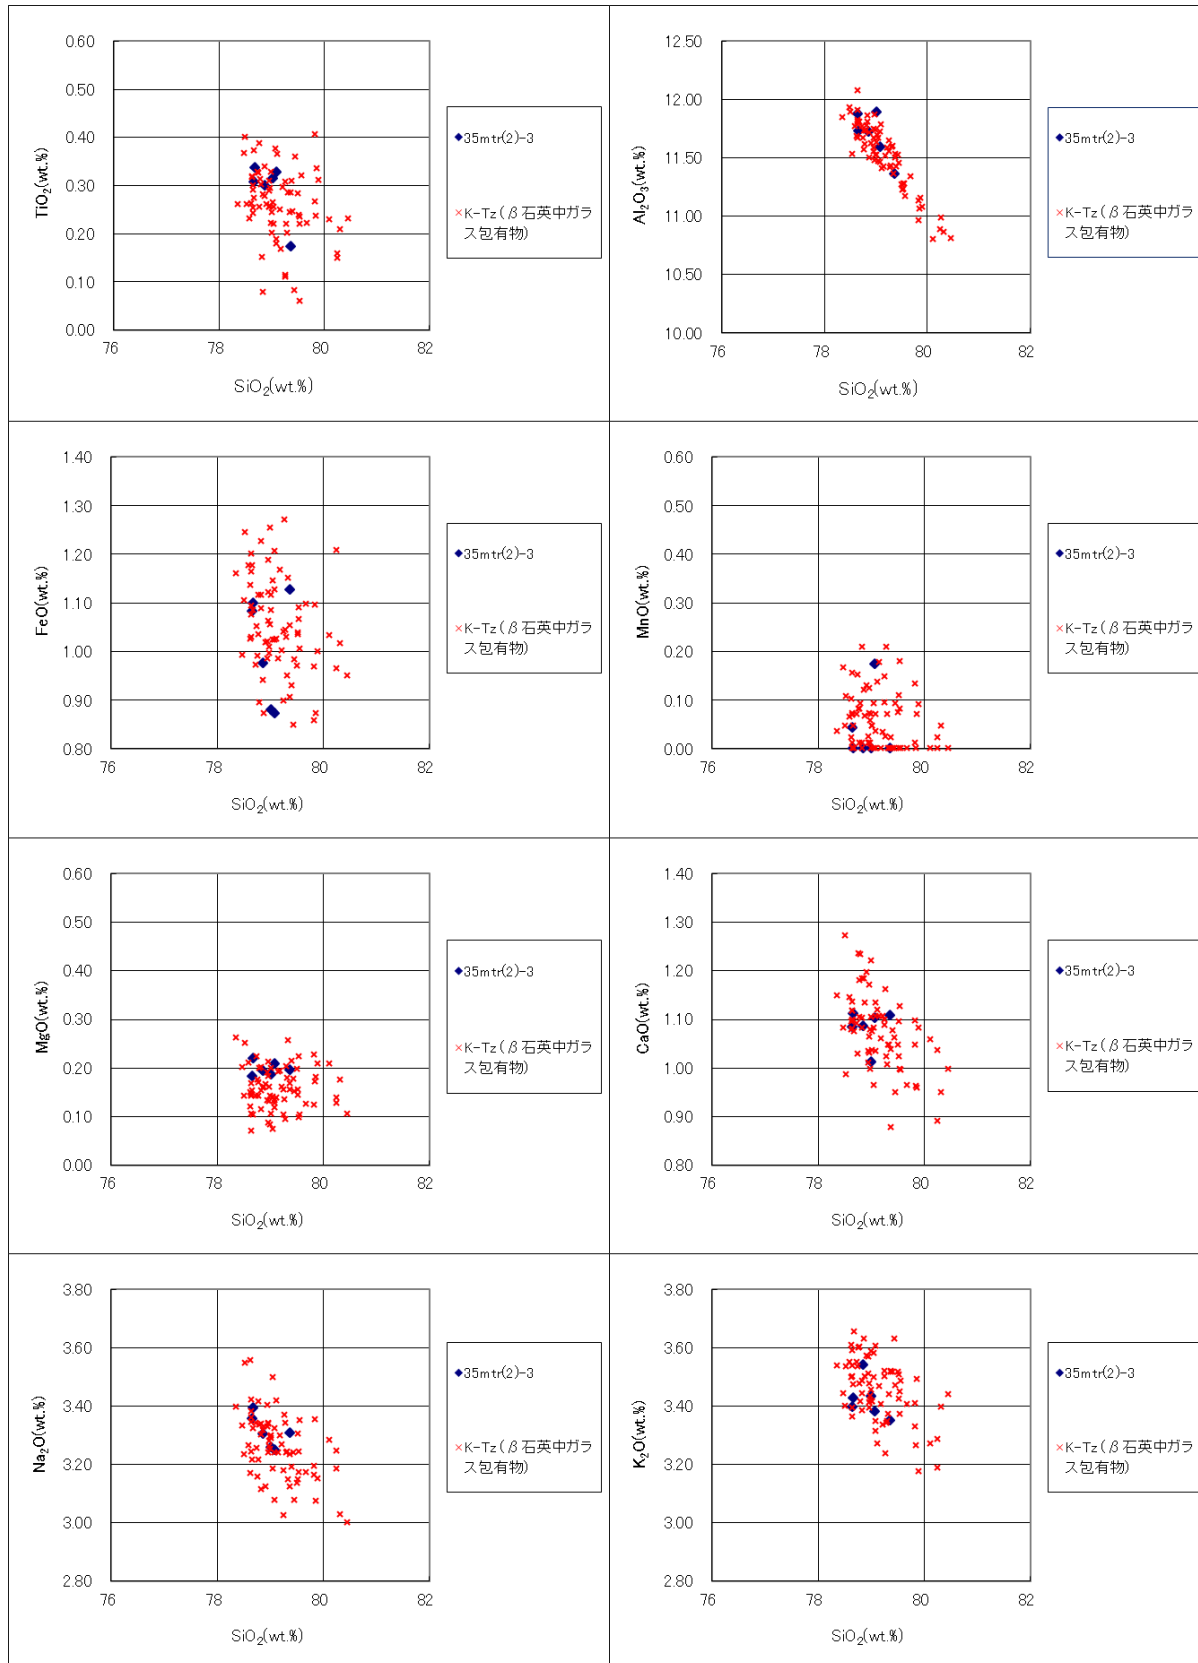 0.60
0.50
0.40
0.30
0.20
0.10
0.00
TiO2(wt.%)
76 78 80 82
SiO2(wt.%)
35mtr(2)-3
K-Tz(β石英中ガラ
ス包有物)
12.50
12.00
11.50
11.00
10.50
10.00
Al2O3(wt.%)
76 78 80 82
SiO2(wt.%)
35mtr(2)-3
K-Tz(β石英中ガラ
ス包有物)
1.40
1.30
1.20
1.10
1.00
0.90
0.80
FeO(wt.%)
76 78 80 82
SiO2(wt.%)
35mtr(2)-3
K-Tz(β石英中ガラ
ス包有物)
0.60
0.50
0.40
0.30
0.20
0.10
0.00
MnO(wt.%)
76 78 80 82
SiO2(wt.%)
35mtr(2)-3
K-Tz(β石英中ガラ
ス包有物)
0.60
0.50
0.40
0.30
0.20
0.10
0.00
MgO(wt.%)
76 78 80 82
SiO2(wt.%)
35mtr(2)-3
K-Tz(β石英中ガラ
ス包有物)
1.40
1.30
1.20
1.10
1.00
0.90
0.80
CaO(wt.%)
76 78 80 82
SiO2(wt.%)
35mtr(2)-3
K-Tz(β石英中ガラ
ス包有物)
3.80
3.60
3.40
3.20
3.00
2.80
Na2O(wt.%)
76 78 80 82
SiO2(wt.%)
35mtr(2)-3
K-Tz(β石英中ガラ
ス包有物)
3.80
3.60
3.40
3.20
3.00
2.80
K2O(wt.%)
76 78 80 82
SiO2(wt.%)
35mtr(2)-3
K-Tz(β石英中ガラ
ス包有物)